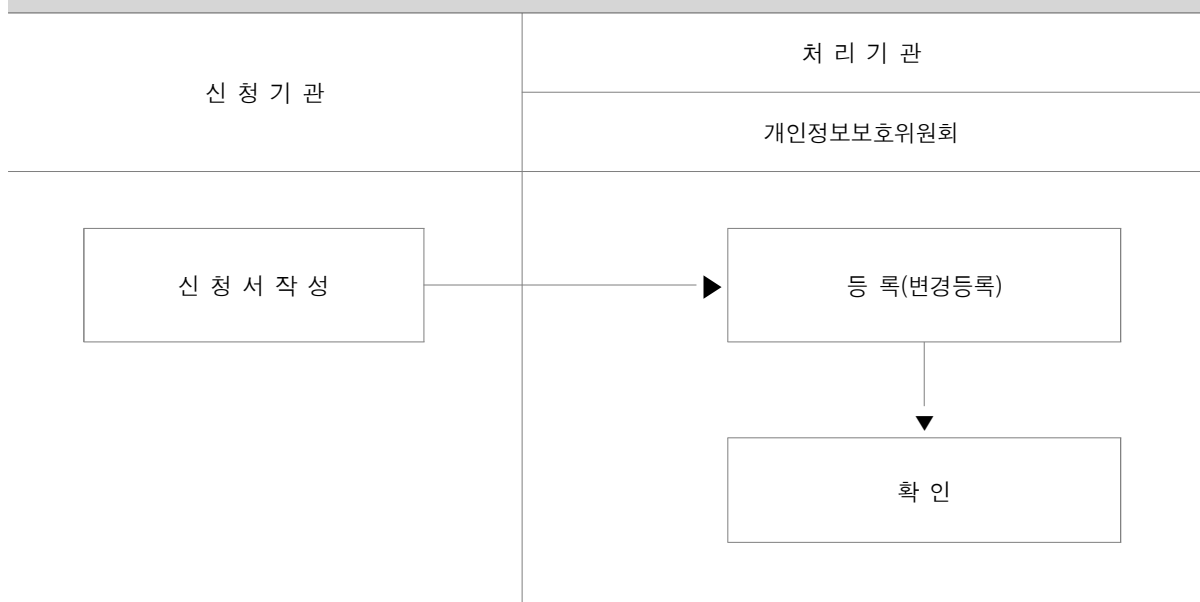 신 청 기 관
처 리 기 관
개인정보보호위원회
신 청 서 작 성
등 록(변경등록)
확 인